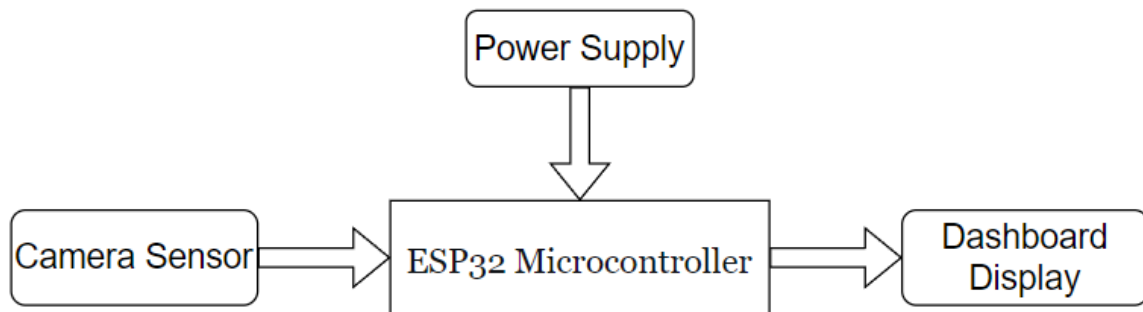 Power Supply
Camera Sensor
ESP32 Microcontroller
Dashboard
Display